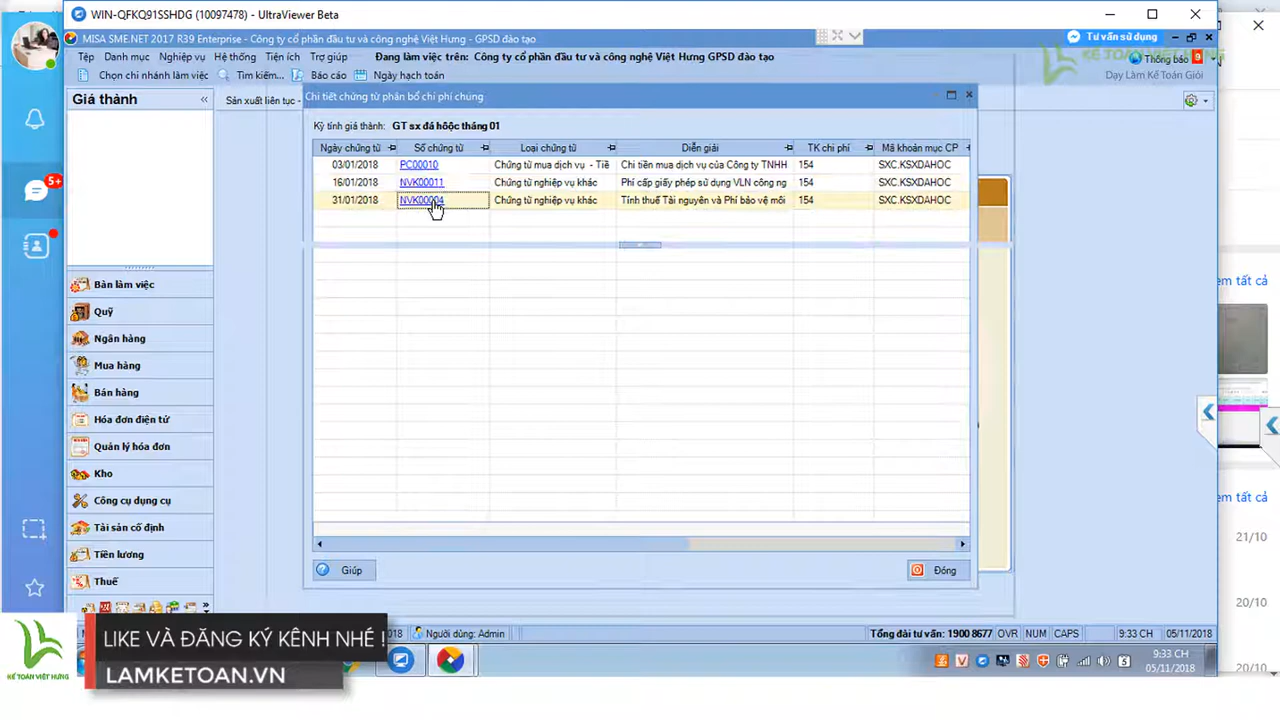 WIN-QFKQ91SSHDG (10097478) - UltraViewer Beta
MISA SME.NET 2017 R39 Enterprise - Công ty cổ phần đầu tư và công nghệ Việt Hưng - GPSD đào tạo
Tư vấn sử dụng
Tệp Danh mục Nghiệp vụ Hệ thống Tiện ích Trợ giúp Đang làm việc trên: Công ty cổ phần đầu tư và công nghệ Việt Hưng GPSD đào tạo
Thông báo 9
KẾ TOÁN VIỆT HƯNG
Dạy Làm Kế Toán Giỏi
Chọn chi nhánh làm việc Tìm kiếm... Báo cáo Ngày hạch toán
Giá thành
Sản xuất liên tục -
Chi tiết chứng từ phân bổ chi phí chung
Kỳ tính giá thành: GT sx đá hôộc tháng 01
Ngày chứng từ Số chứng từ Loại chứng từ Diễn giải TK chi phí Mã khoản mục CP
03/01/2018 PC00010 Chứng từ mua dịch vụ - Tiề Chi tiền mua dịch vụ của Công ty TNHH 154 SXC.KSXDAHOC
16/01/2018 NVK00011 Chứng từ nghiệp vụ khác Phí cấp giấy phép sử dụng VLN công ng 154 SXC.KSXDAHOC
31/01/2018 NVK00004 Chứng từ nghiệp vụ khác Tính thuế Tài nguyên và Phí bảo vệ môi 154 SXC.KSXDAHOC
5+
Bàn làm việc
Quỹ
Ngân hàng
Mua hàng
Bán hàng
Hóa đơn điện tử
Quản lý hóa đơn
Kho
Công cụ dụng cụ
Tài sản cố định
Tiền lương
Thuế
Giúp
Đóng
em tất cả
em tất cả
21/10
20/10
20/10
2018 Người dùng: Admin
Tổng đài tư vấn: 1900 8677 OVR NUM CAPS 9:33 CH 05/11/2018
9:33 CH
05/11/2018
LIKE VÀ ĐĂNG KÝ KÊNH NHÉ !
LAMKETOAN.VN
KẾ TOÁN VIỆT HƯNG